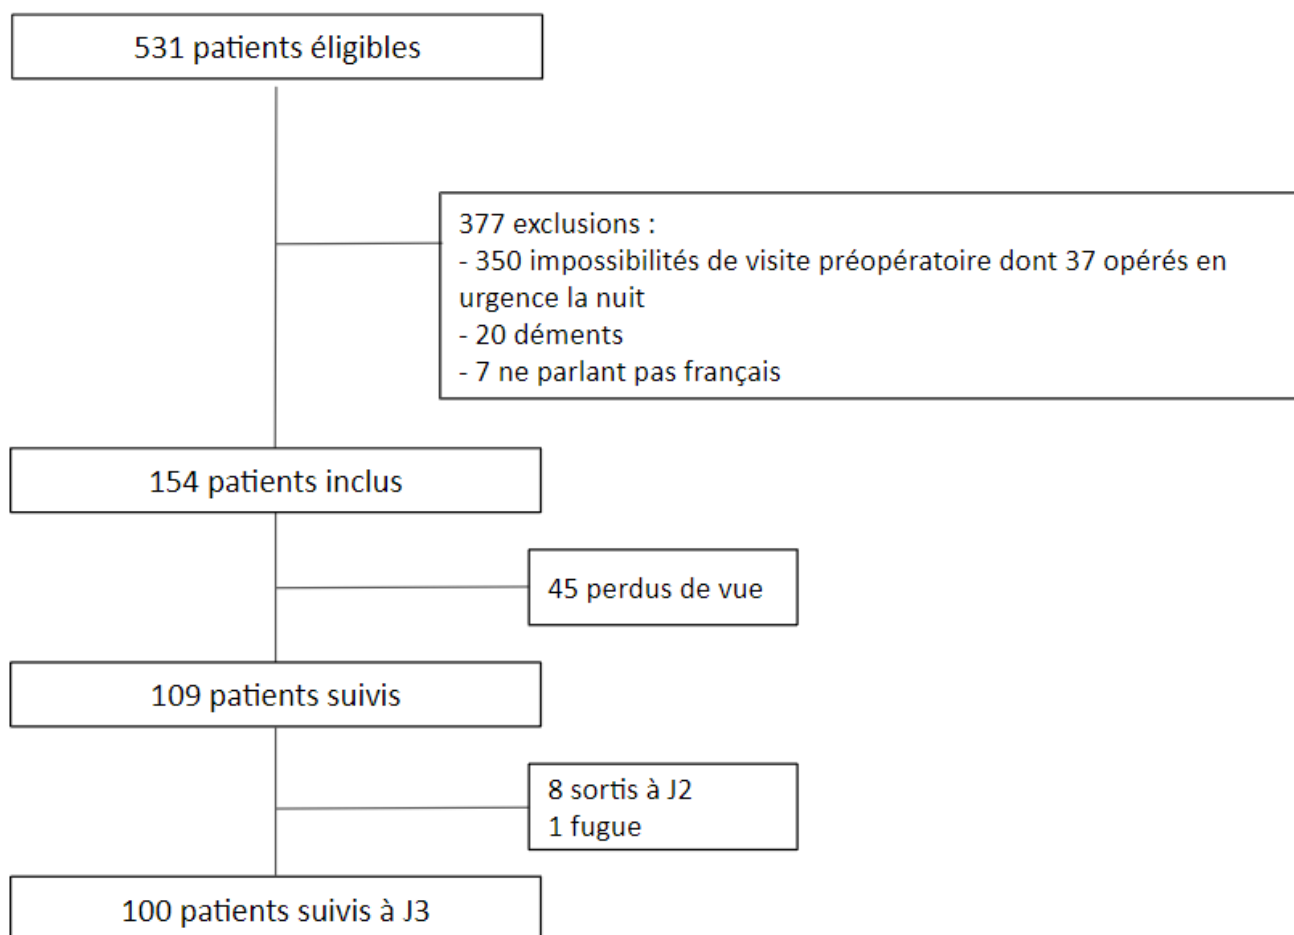 531 patients éligibles
377 exclusions :
- 350 impossibilités de visite préopératoire dont 37 opérés en
urgence la nuit
- 20 déments
- 7 ne parlant pas français
154 patients inclus
45 perdus de vue
109 patients suivis
8 sortis à J2
1 fugue
100 patients suivis à J3